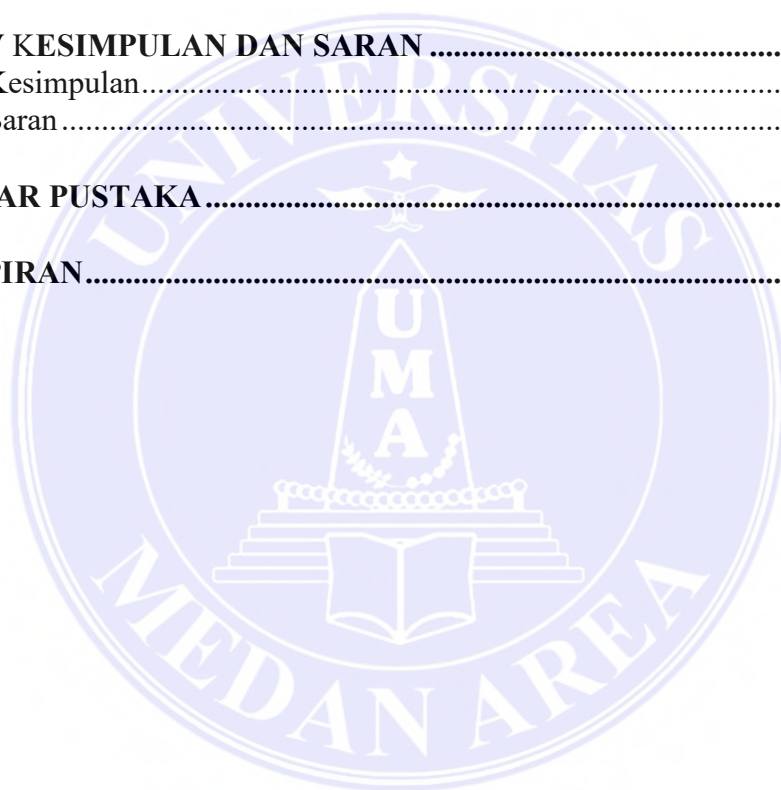 KESIMPULAN DAN SARAN ........................................................
Kesimpulan........................................................................................
Saran..................................................................................................
AR PUSTAKA.........................................................................................
PIRAN.......................................................................................................
UNIVERSITAS
UMA
MEDAN AREA